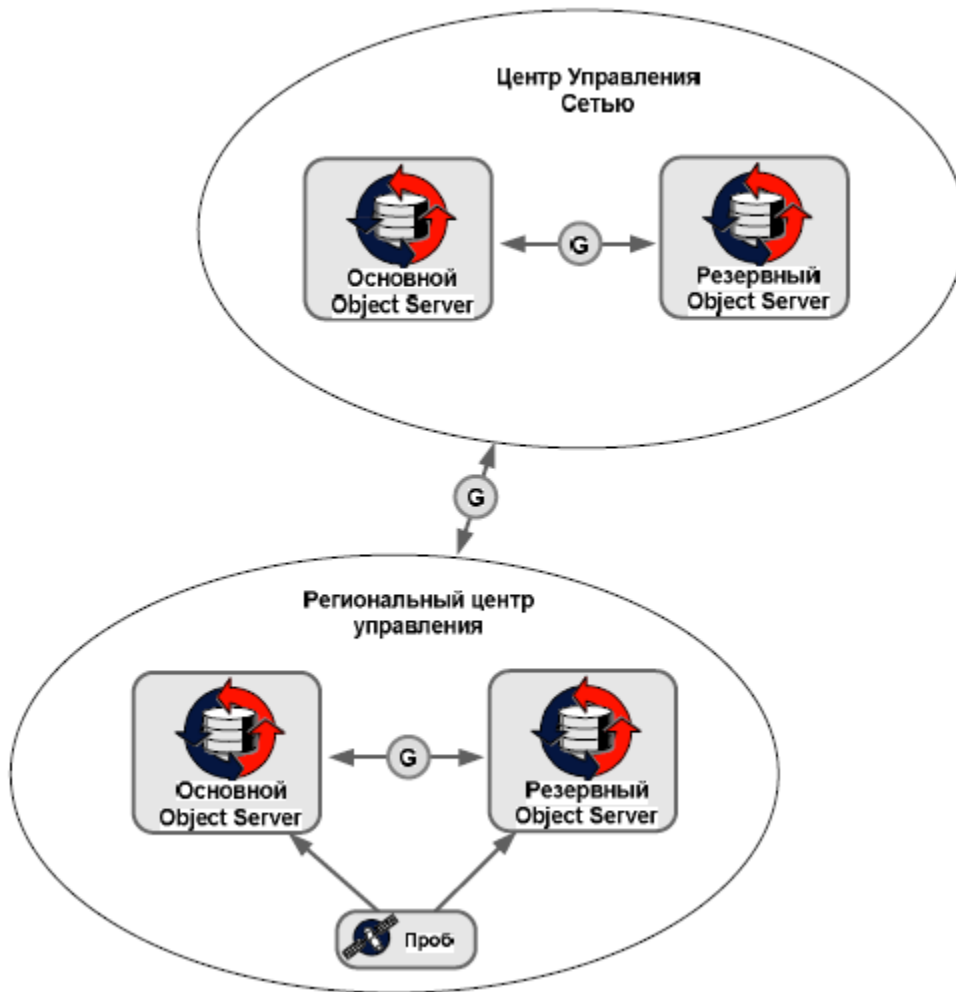 Центр Управления
Сетью
Основной
Object Server
G
Резервный
Object Server
G
Региональный центр
управления
Основной
Object Server
G
Резервный
Object Server
Проб